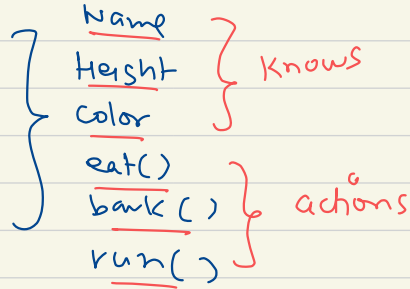 Name
Height
Color
Knows
eat()
bark()
run()
actions